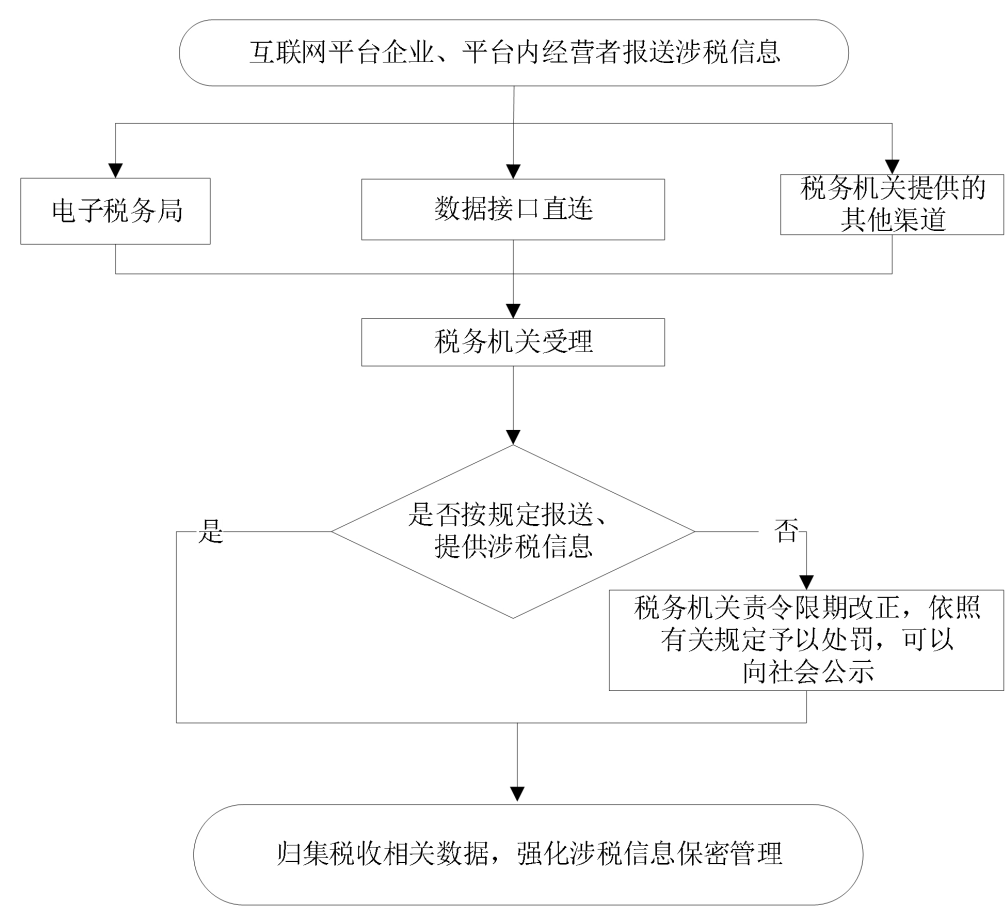 互联网平台企业、平台内经营者报送涉税信息
电子税务局
数据接口直连
税务机关提供的
其他渠道
税务机关受理
是否按规定报送、
提供涉税信息
是
否
税务机关责令限期改正，依照
有关规定予以处罚，可以
向社会公示
归集税收相关数据，强化涉税信息保密管理